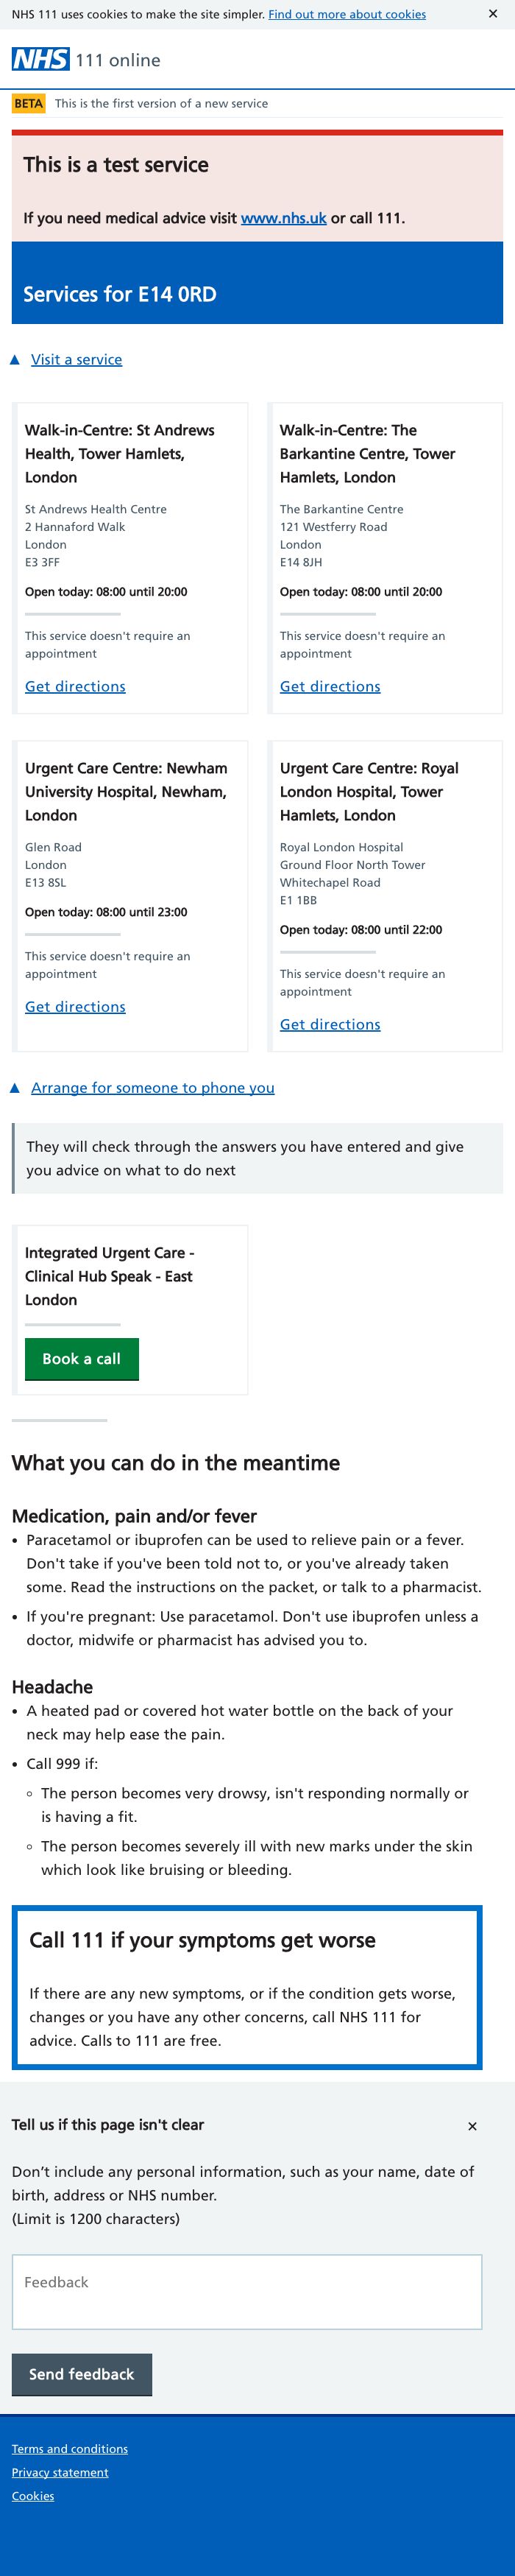 NHS 111 uses cookies to make the site simpler. Find out more about cookies ×
NHS 111 online
BETA This is the first version of a new service
This is a test service
If you need medical advice visit www.nhs.uk or call 111.
Services for E14 0RD
▲ Visit a service
Walk-in-Centre: St Andrews
Health, Tower Hamlets,
London
St Andrews Health Centre
2 Hannaford Walk
London
E3 3FF
Open today: 08:00 until 20:00
This service doesn't require an
appointment
Get directions
Walk-in-Centre: The
Barkantine Centre, Tower
Hamlets, London
The Barkantine Centre
121 Westferry Road
London
E14 8JH
Open today: 08:00 until 20:00
This service doesn't require an
appointment
Get directions
Urgent Care Centre: Newham
University Hospital, Newham,
London
Glen Road
London
E13 8SL
Open today: 08:00 until 23:00
This service doesn't require an
appointment
Get directions
Urgent Care Centre: Royal
London Hospital, Tower
Hamlets, London
Royal London Hospital
Ground Floor North Tower
Whitechapel Road
E1 1BB
Open today: 08:00 until 22:00
This service doesn't require an
appointment
Get directions
▲ Arrange for someone to phone you
They will check through the answers you have entered and give
you advice on what to do next
Integrated Urgent Care -
Clinical Hub Speak - East
London
Book a call
What you can do in the meantime
Medication, pain and/or fever
• Paracetamol or ibuprofen can be used to relieve pain or a fever.
Don't take if you've been told not to, or you've already taken
some. Read the instructions on the packet, or talk to a pharmacist.
• If you're pregnant: Use paracetamol. Don't use ibuprofen unless a
doctor, midwife or pharmacist has advised you to.
Headache
• A heated pad or covered hot water bottle on the back of your
neck may help ease the pain.
• Call 999 if:
◦ The person becomes very drowsy, isn't responding normally or
is having a fit.
◦ The person becomes severely ill with new marks under the skin
which look like bruising or bleeding.
Call 111 if your symptoms get worse
If there are any new symptoms, or if the condition gets worse,
changes or you have any other concerns, call NHS 111 for
advice. Calls to 111 are free.
Tell us if this page isn't clear ×
Don’t include any personal information, such as your name, date of
birth, address or NHS number.
(Limit is 1200 characters)
Feedback
Send feedback
Terms and conditions
Privacy statement
Cookies